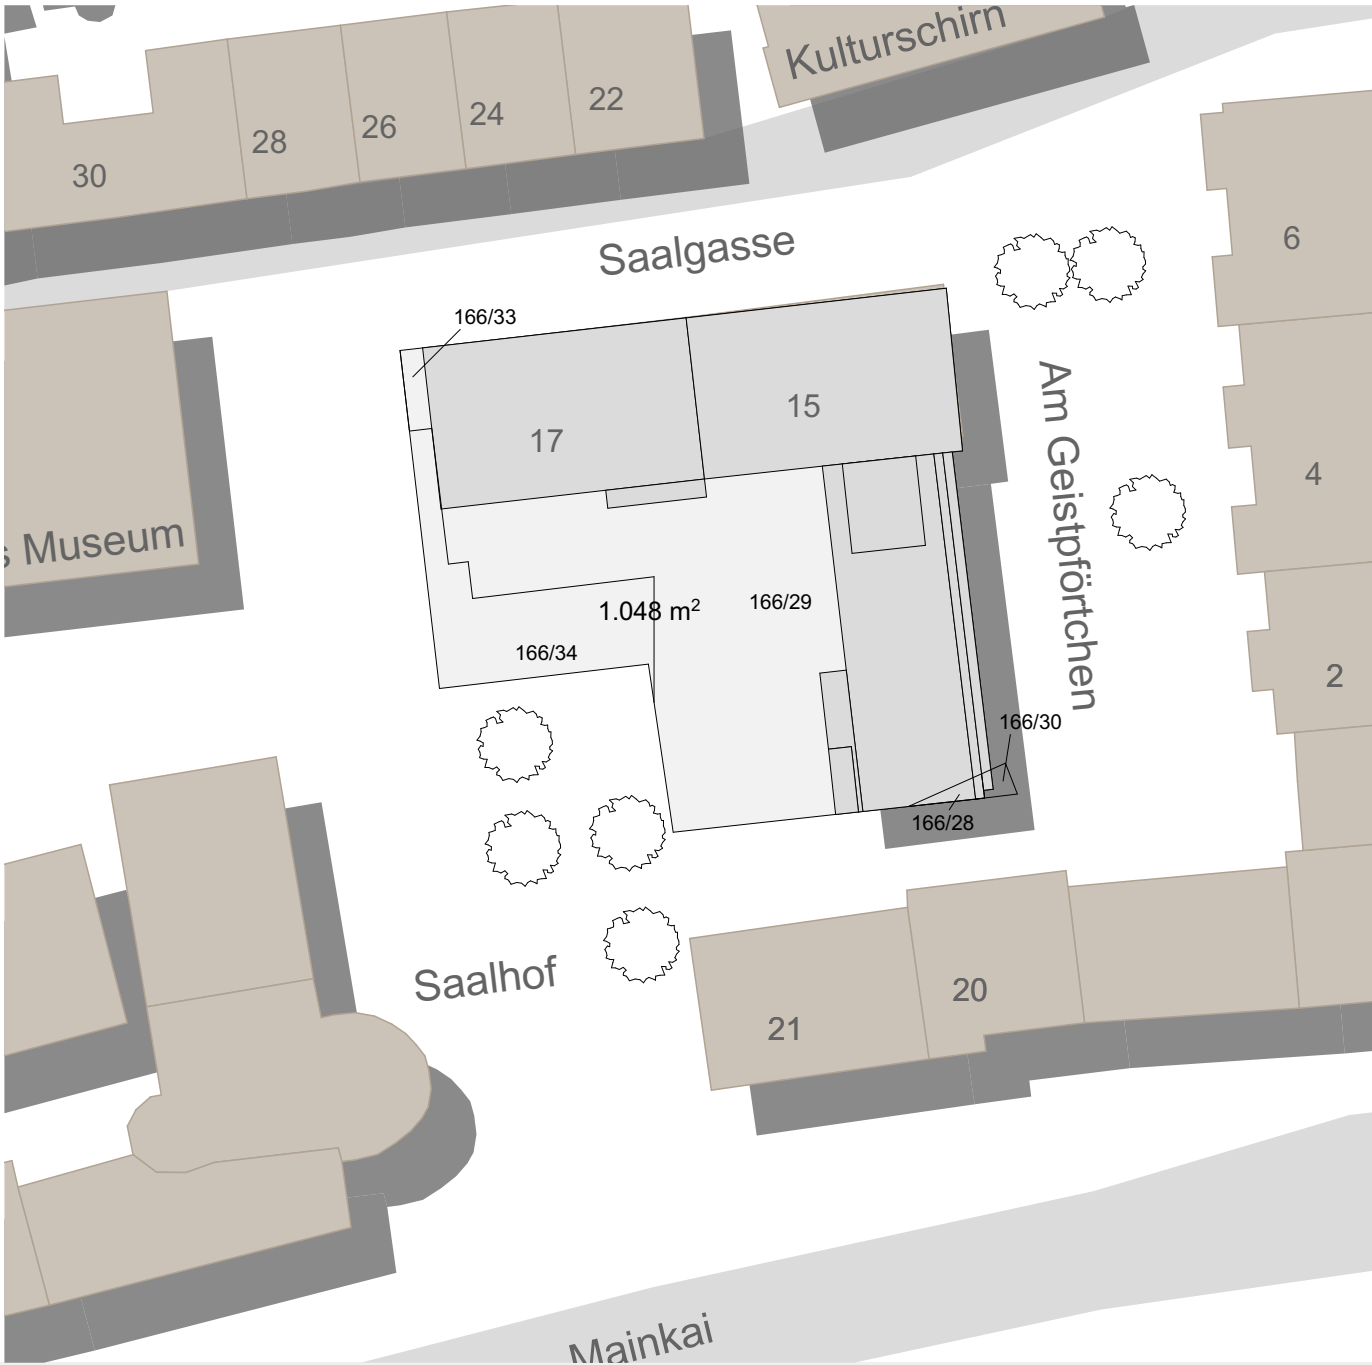 Kulturschirn
22
24
26
28
30
6
Saalgasse
166/33
Am Geistpförtchen
15
17
4
s Museum
166/29
1.048 m²
166/34
2
166/30
166/28
Saalhof
20
21
Mainkai